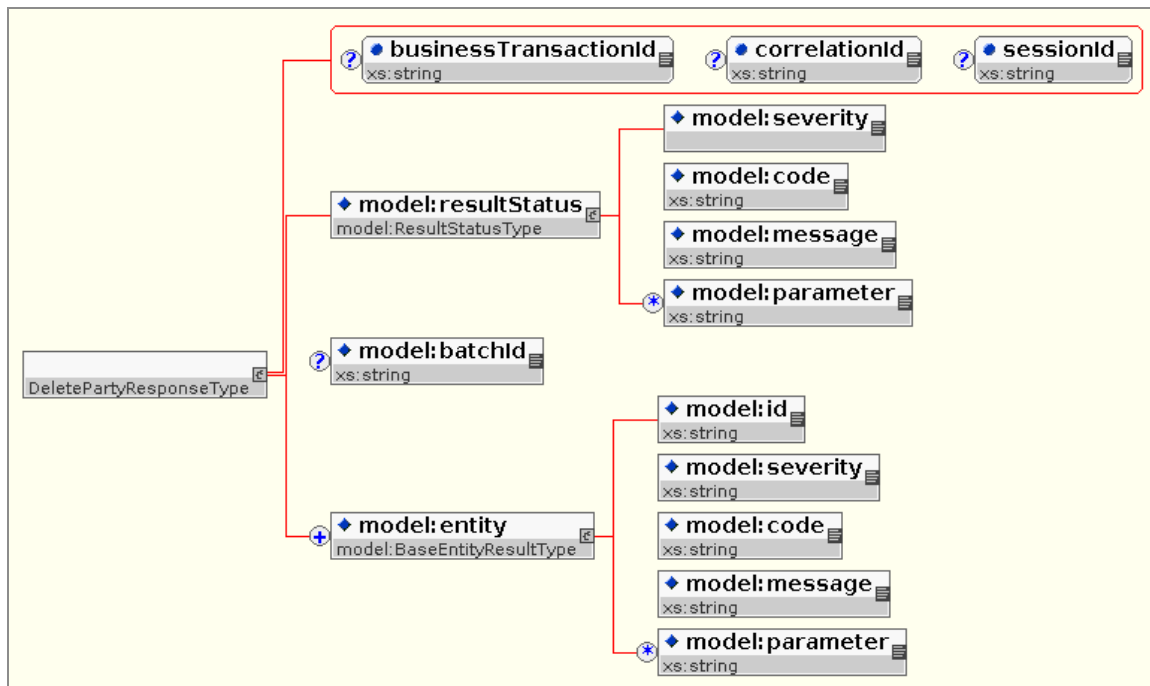 businessTransactionId
xs:string
correlationId
xs:string
sessionId
xs:string
model:severity
model:code
xs:string
model:resultStatus
model:ResultStatusType
model:message
xs:string
model:parameter
xs:string
DeletePartyResponseType
model:batchId
xs:string
model:id
xs:string
model:severity
xs:string
model:entity
model:BaseEntityResultType
model:code
xs:string
model:message
xs:string
model:parameter
xs:string